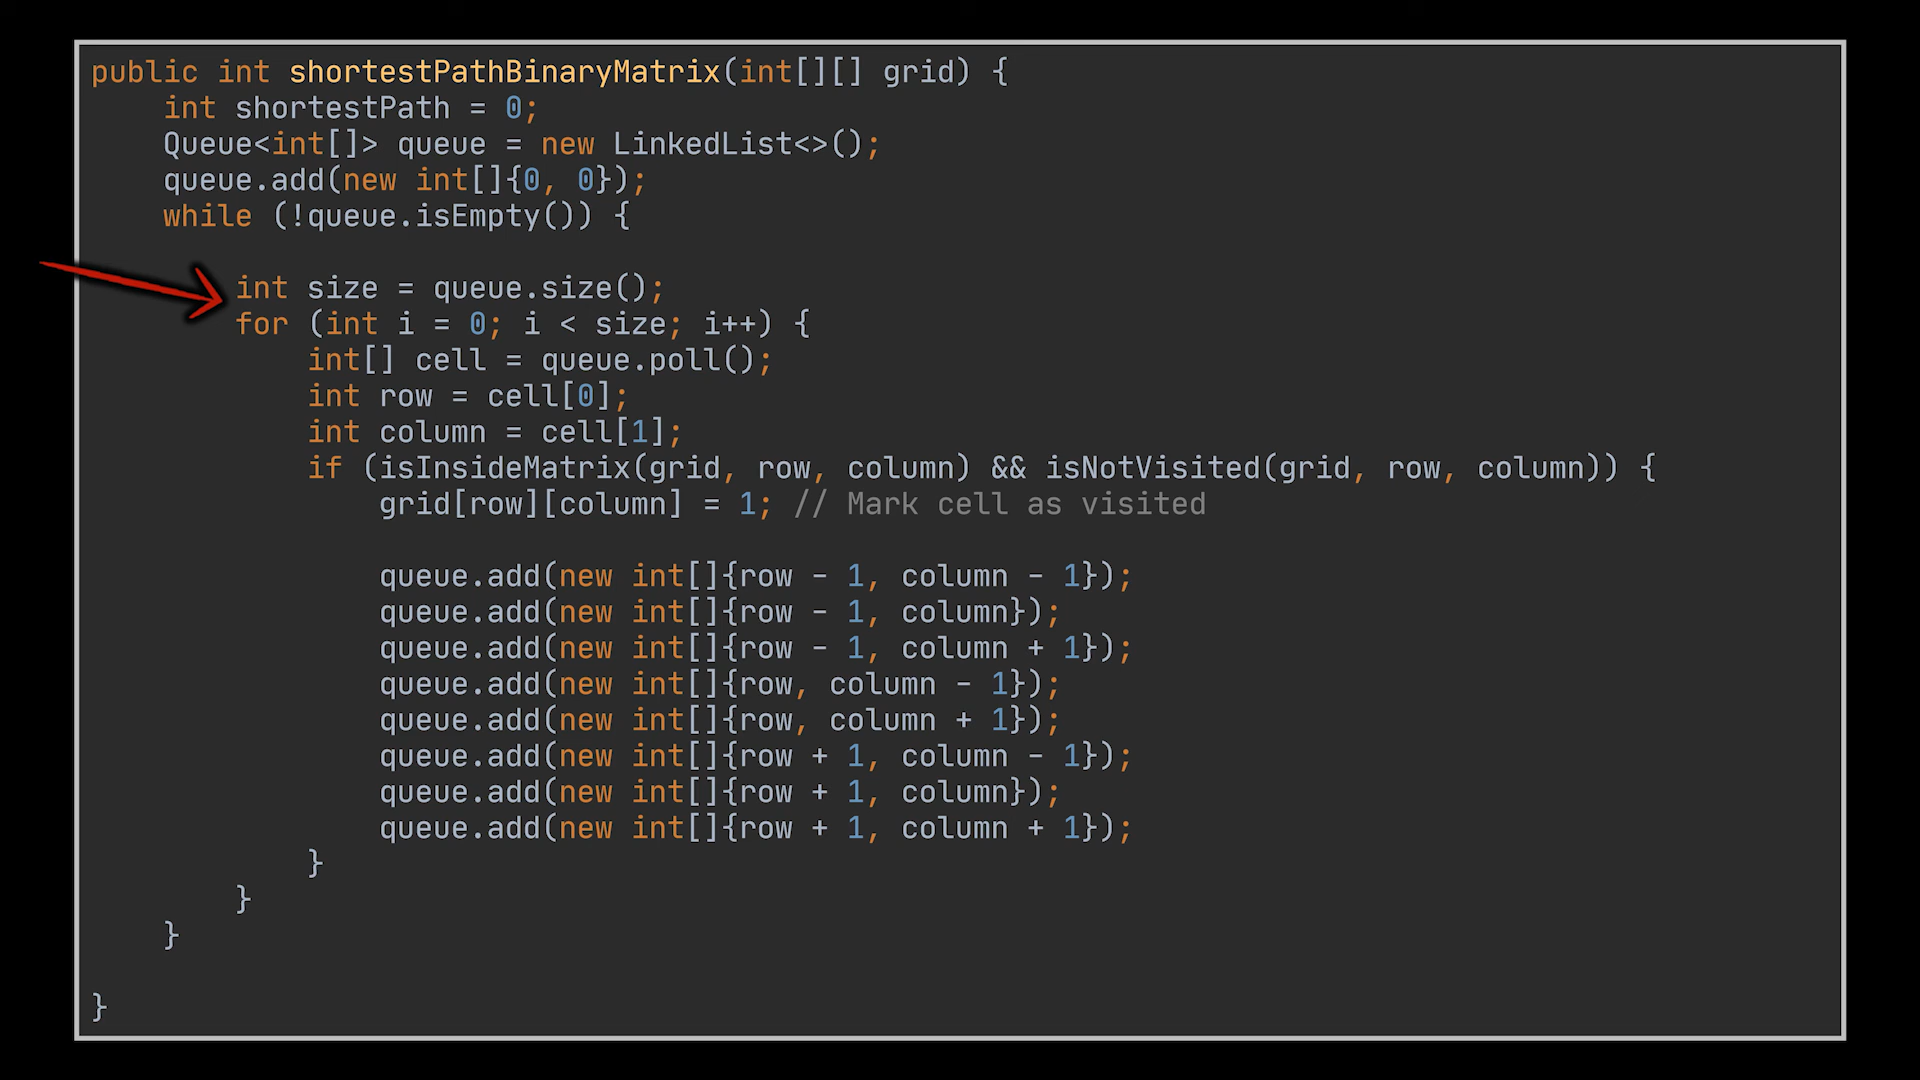 public int shortestPathBinaryMatrix(int[][] grid) {
    int shortestPath = 0;
    Queue<int[]> queue = new LinkedList<>();
    queue.add(new int[]{0, 0});
    while (!queue.isEmpty()) {
        int size = queue.size();
        for (int i = 0; i < size; i++) {
            int[] cell = queue.poll();
            int row = cell[0];
            int column = cell[1];
            if (isInsideMatrix(grid, row, column) && isNotVisited(grid, row, column)) {
                grid[row][column] = 1; // Mark cell as visited
                queue.add(new int[]{row - 1, column - 1});
                queue.add(new int[]{row - 1, column});
                queue.add(new int[]{row - 1, column + 1});
                queue.add(new int[]{row, column - 1});
                queue.add(new int[]{row, column + 1});
                queue.add(new int[]{row + 1, column - 1});
                queue.add(new int[]{row + 1, column});
                queue.add(new int[]{row + 1, column + 1});
            }
        }
    }
}